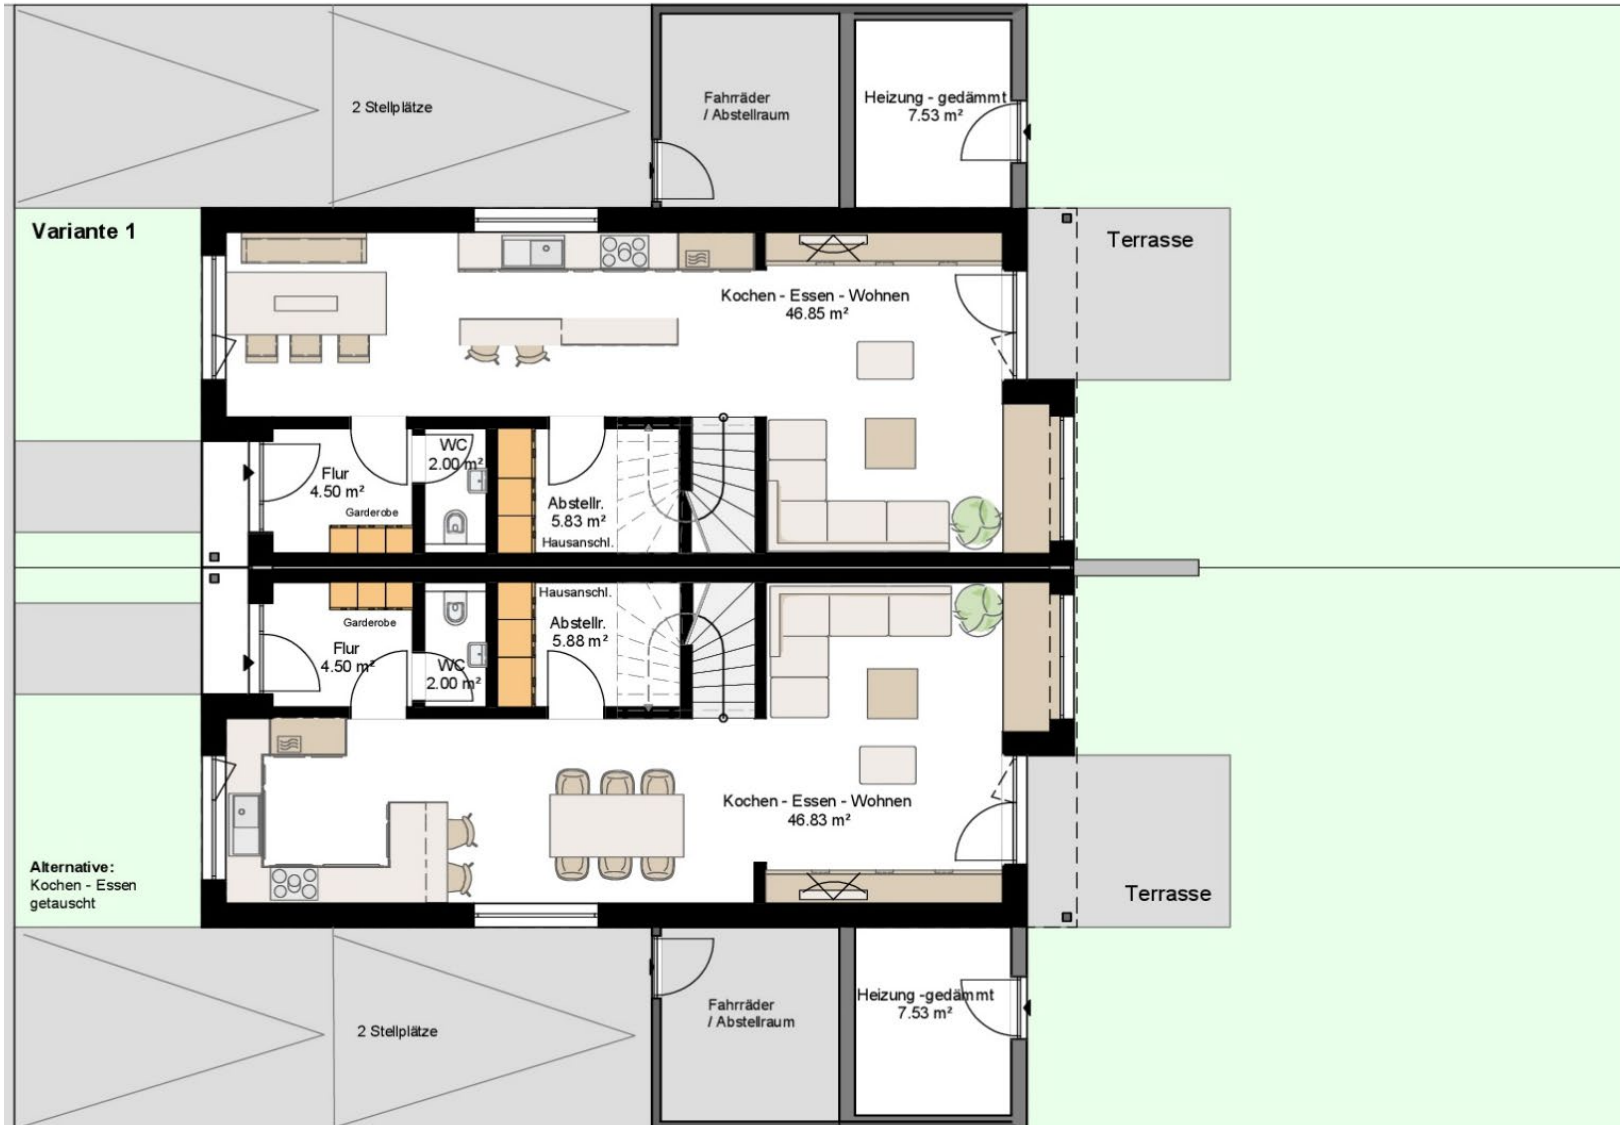 2 Stellplätze
Fahrräder
/ Abstellraum
Heizung - gedämmt
7.53 m²
Variante 1
Terrasse
Kochen - Essen - Wohnen
46.85 m²
WC
2.00 m²
Flur
4.50 m²
Garderobe
Abstellr.
5.83 m²
Hausanschl.
Hausanschl.
Abstellr.
5.88 m²
Garderobe
Flur
4.50 m²
WC
2.00 m²
Kochen - Essen - Wohnen
46.83 m²
Alternative:
Kochen - Essen
getauscht
Terrasse
2 Stellplätze
Fahrräder
/ Abstellraum
Heizung -gedämmt
7.53 m²